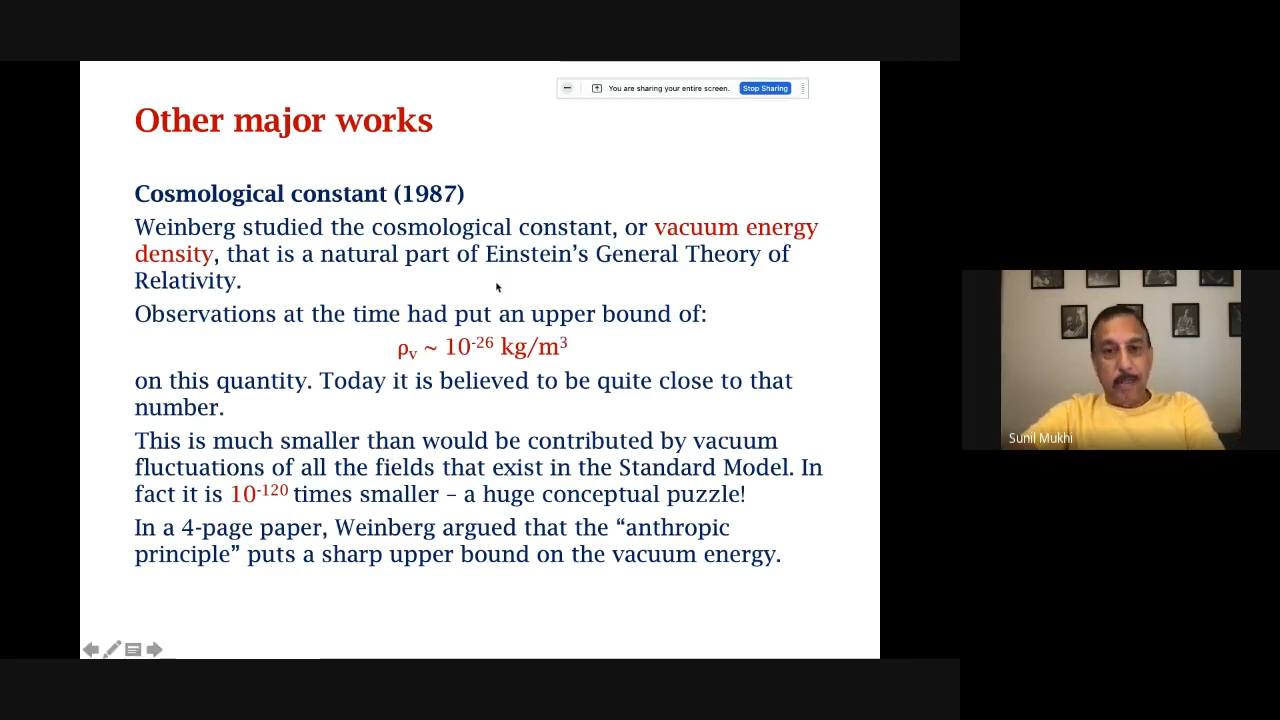 You are sharing your entire screen. Stop Sharing
Other major works
Cosmological constant (1987)
Weinberg studied the cosmological constant, or vacuum energy
density, that is a natural part of Einstein’s General Theory of
Relativity.
Observations at the time had put an upper bound of:
ρᵥ ~ 10⁻²⁶ kg/m³
on this quantity. Today it is believed to be quite close to that
number.
This is much smaller than would be contributed by vacuum
fluctuations of all the fields that exist in the Standard Model. In
fact it is 10⁻¹²⁰ times smaller – a huge conceptual puzzle!
In a 4-page paper, Weinberg argued that the “anthropic
principle” puts a sharp upper bound on the vacuum energy.
Sunil Mukhi